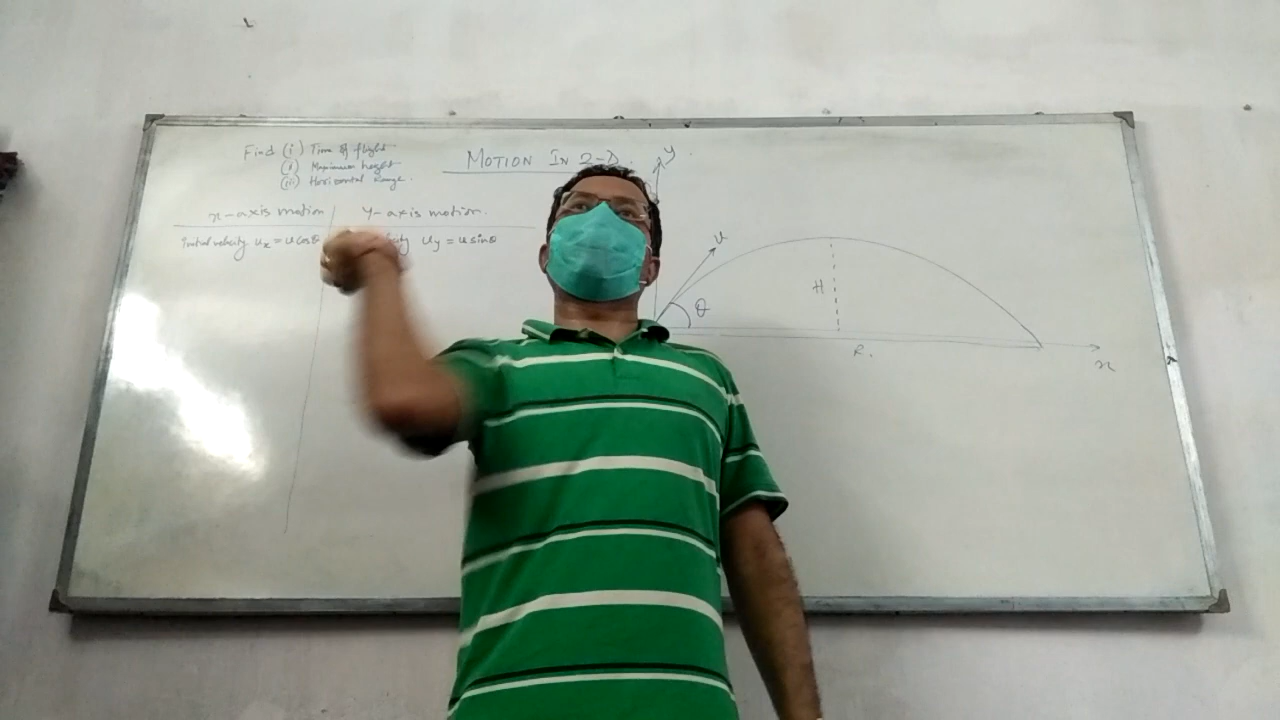 Find (i) Time of flight
(ii) Maximum height
(iii) Horizontal range.
MOTION IN 2-D.
x-axis motion
y-axis motion.
initial velocity ux = u cosθ
uy = u sinθ
y
u
θ
H
R.
x